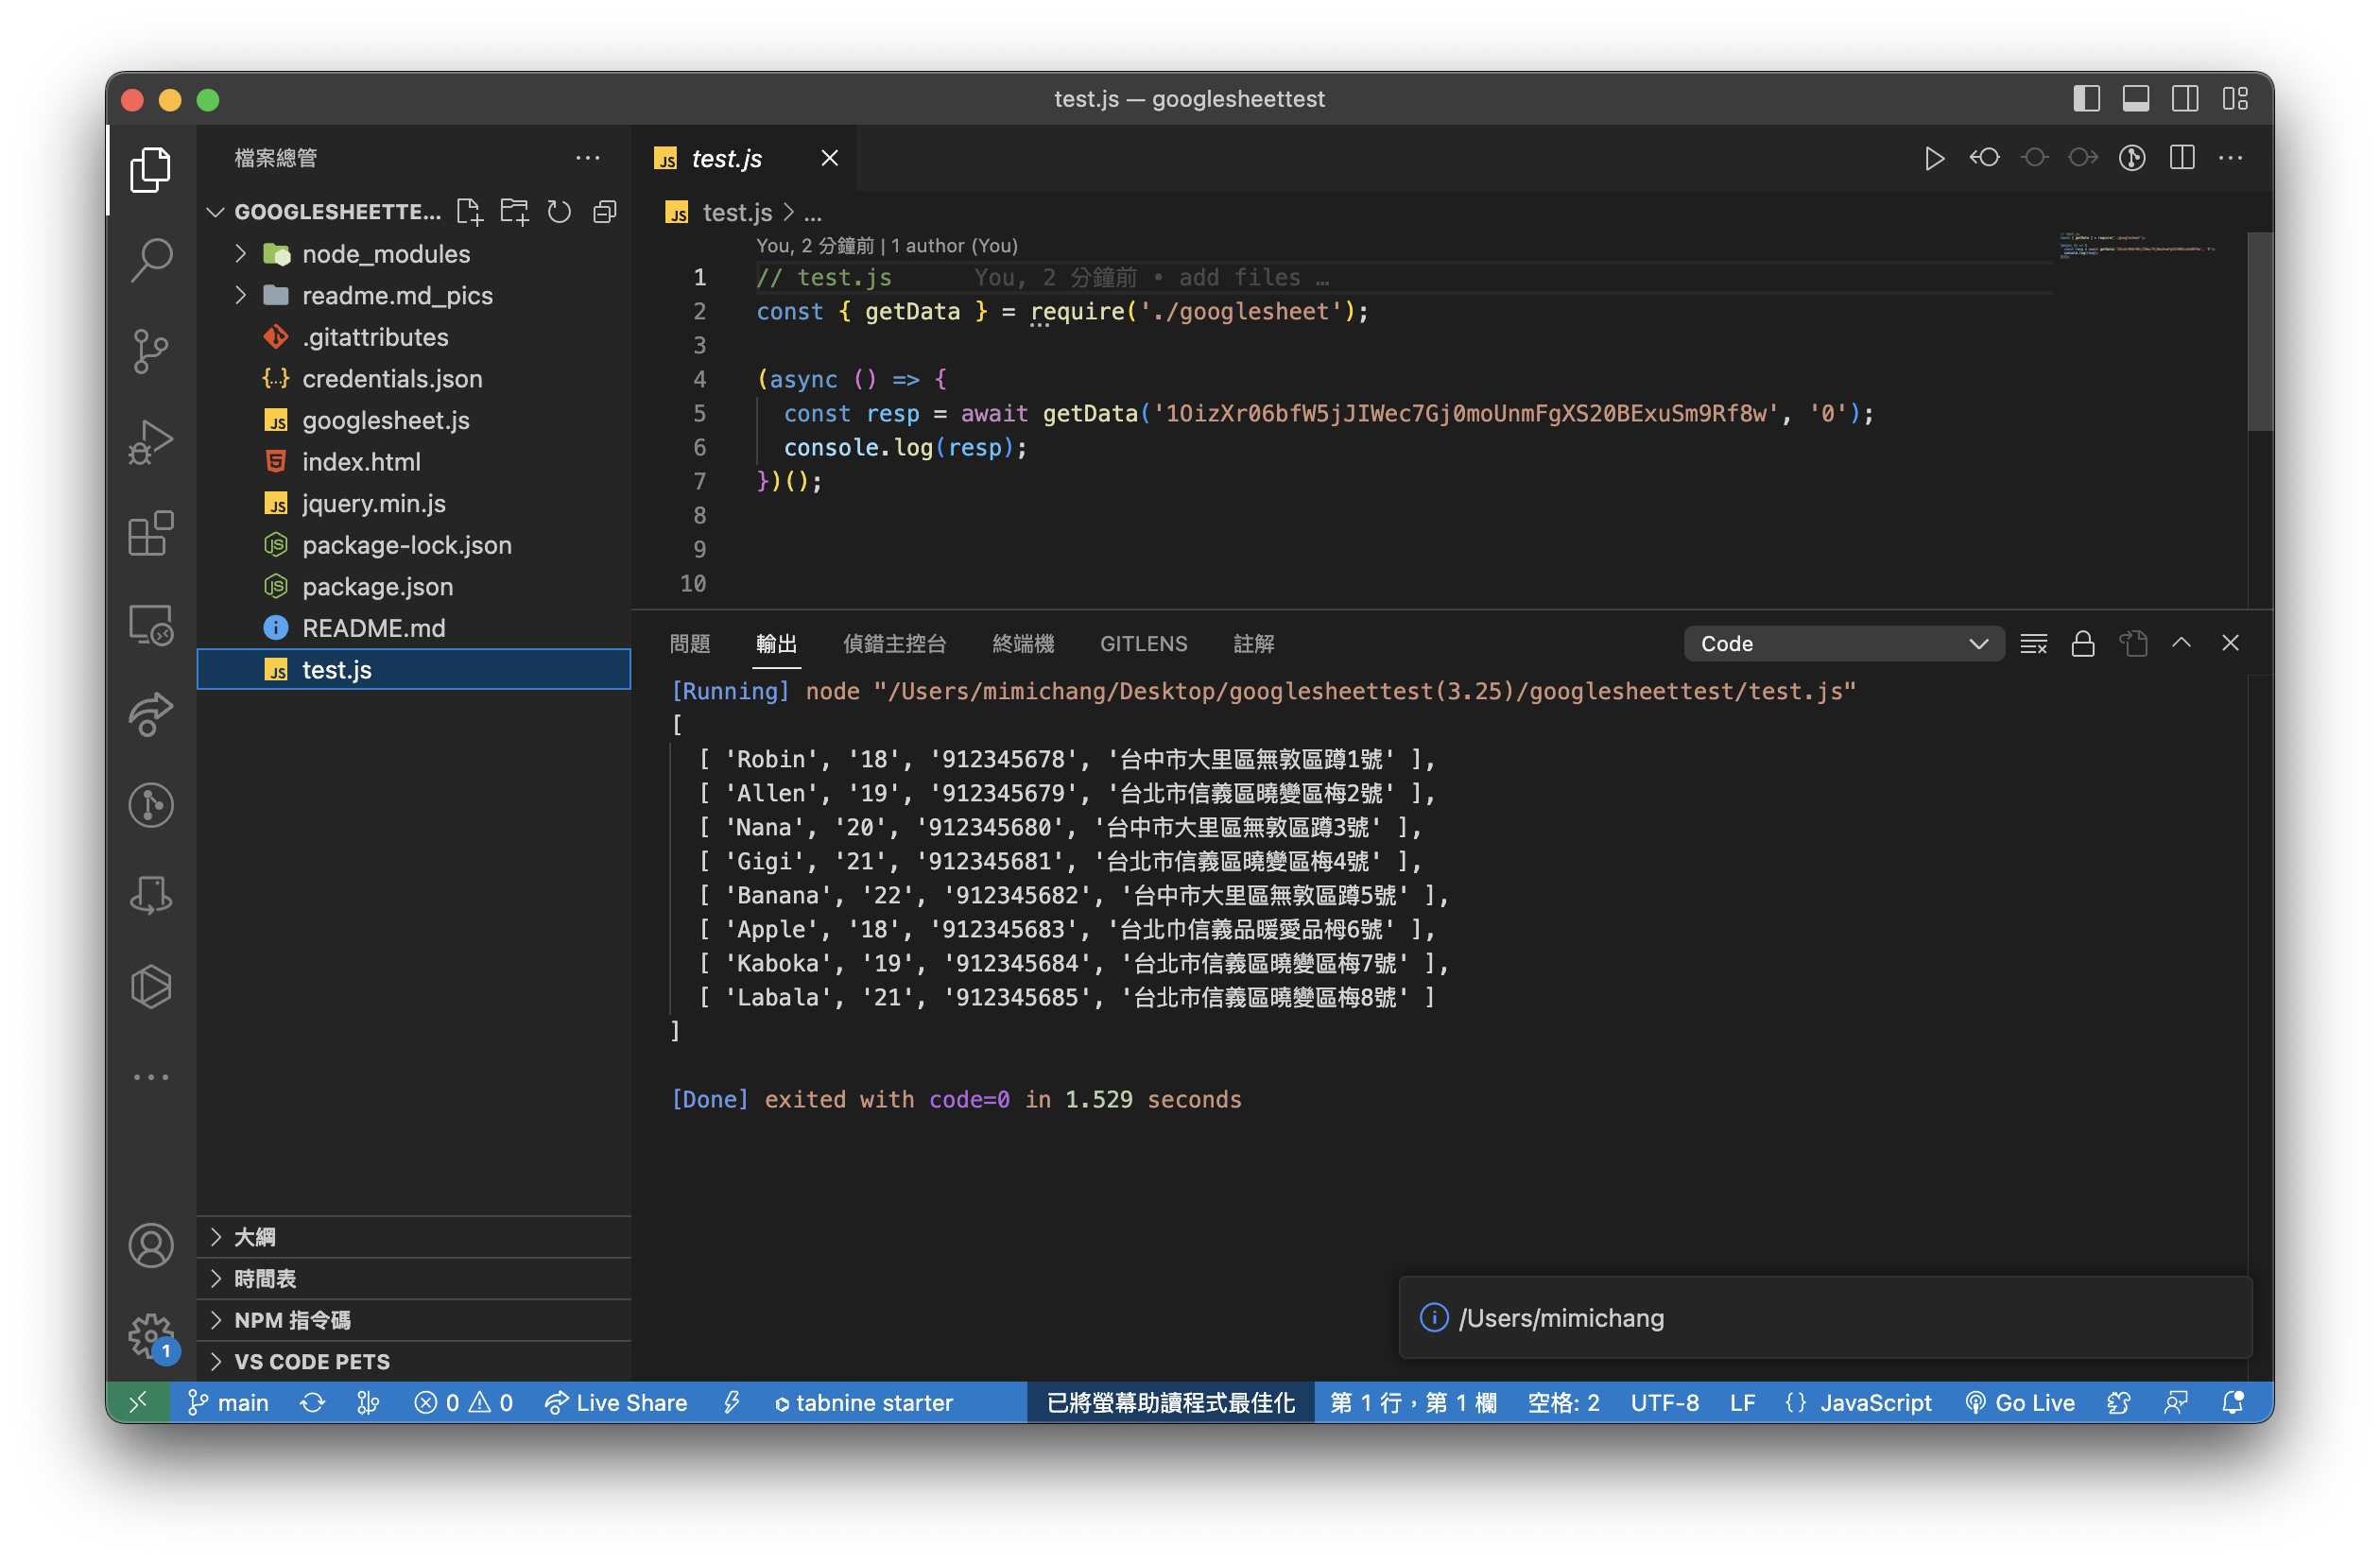 test.js — googlesheettest
檔案總管
GOOGLESHEETTE...
node_modules
readme.md_pics
.gitattributes
credentials.json
googlesheet.js
index.html
jquery.min.js
package-lock.json
package.json
README.md
test.js
大綱
時間表
NPM 指令碼
VS CODE PETS
test.js
test.js > ...
You, 2 分鐘前 | 1 author (You)
1 // test.js You, 2 分鐘前 • add files …
2 const { getData } = require('./googlesheet');
3
4 (async () => {
5 const resp = await getData('1OizXr06bfW5jJIWec7Gj0moUnmFgXS20BExuSm9Rf8w', '0');
6 console.log(resp);
7 })();
8
9
10
問題 輸出 偵錯主控台 終端機 GITLENS 註解 Code
[Running] node "/Users/mimichang/Desktop/googlesheettest(3.25)/googlesheettest/test.js"
[
[ 'Robin', '18', '912345678', '台中市大里區無敦區蹲1號' ],
[ 'Allen', '19', '912345679', '台北市信義區曉變區梅2號' ],
[ 'Nana', '20', '912345680', '台中市大里區無敦區蹲3號' ],
[ 'Gigi', '21', '912345681', '台北市信義區曉變區梅4號' ],
[ 'Banana', '22', '912345682', '台中市大里區無敦區蹲5號' ],
[ 'Apple', '18', '912345683', '台北巿信義品暖愛品栂6號' ],
[ 'Kaboka', '19', '912345684', '台北市信義區曉變區梅7號' ],
[ 'Labala', '21', '912345685', '台北市信義區曉變區梅8號' ]
]
[Done] exited with code=0 in 1.529 seconds
/Users/mimichang
1
main 0 0 Live Share tabnine starter 已將螢幕助讀程式最佳化 第 1 行，第 1 欄 空格: 2 UTF-8 LF {} JavaScript Go Live